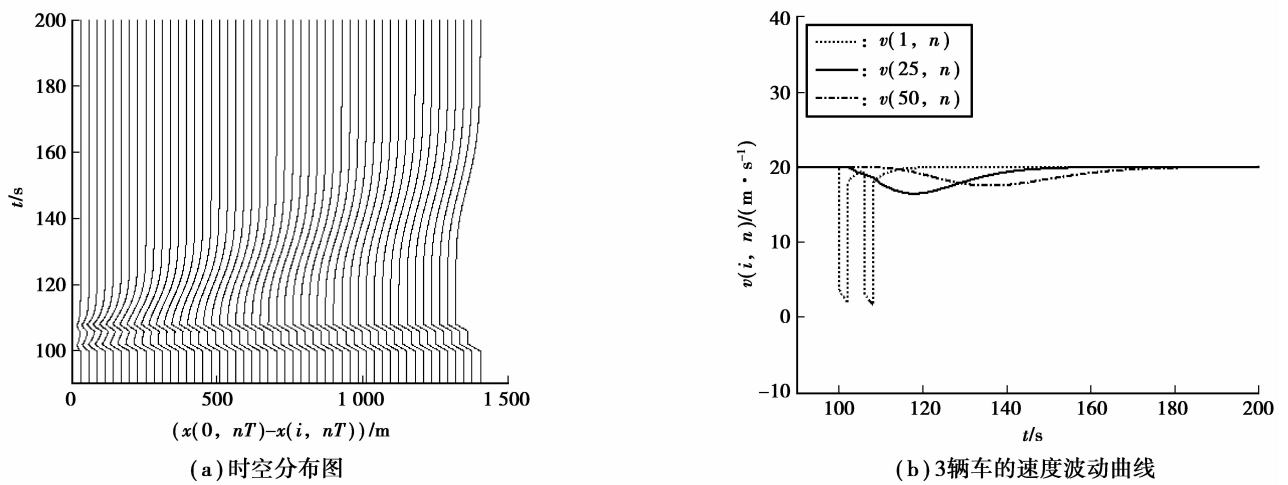 200
180
160
140
120
100
t/s
0
500
1 000
1 500
(x(0, nT)–x(i, nT))/m
(a)时空分布图
40
30
20
10
0
–10
v(i, n)/(m·s⁻¹)
: v(1, n)
: v(25, n)
: v(50, n)
100
120
140
160
180
200
t/s
(b)3辆车的速度波动曲线